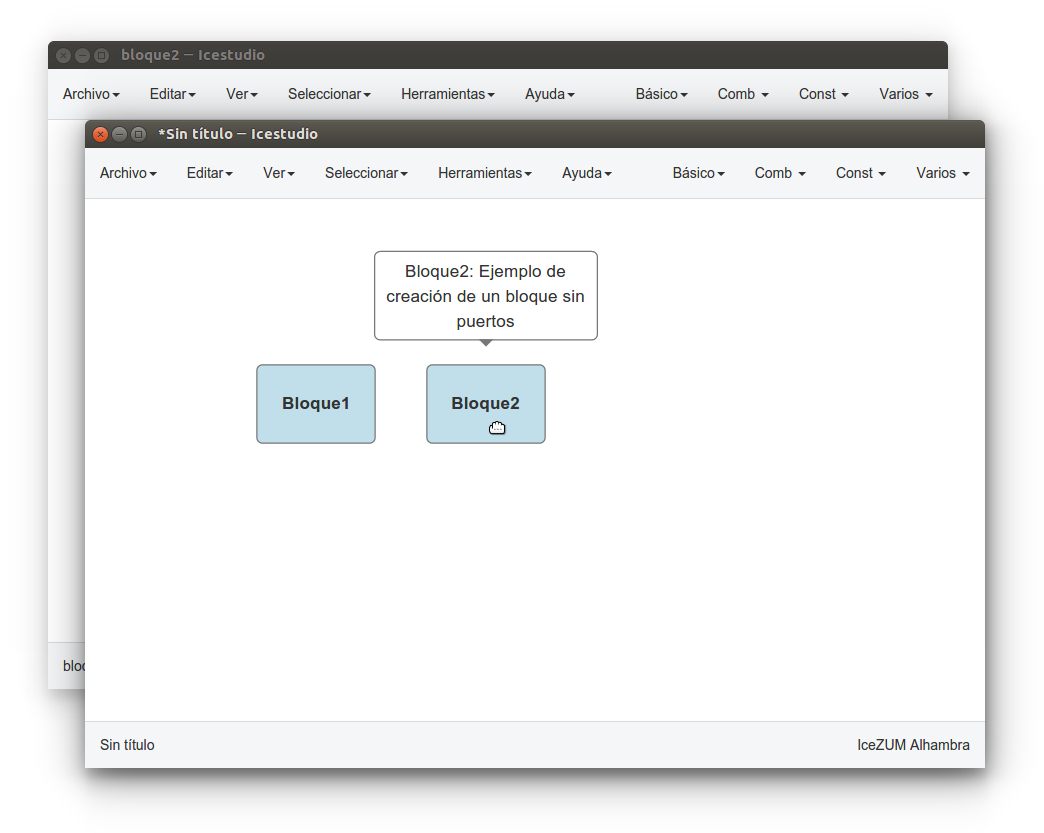 bloque2 — Icestudio
Archivo Editar Ver Seleccionar Herramientas Ayuda Básico Comb Const Varios
*Sin título — Icestudio
Archivo Editar Ver Seleccionar Herramientas Ayuda Básico Comb Const Varios
Bloque2: Ejemplo de
creación de un bloque sin
puertos
Bloque1 Bloque2
Sin título IceZUM Alhambra